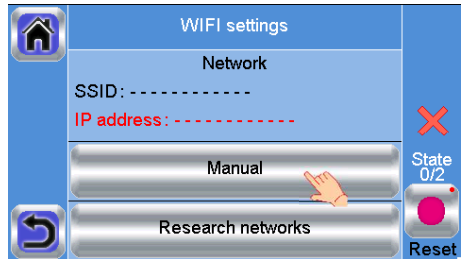 WIFI settings
Network
SSID: - - - - - - - - - - - -
IP address: - - - - - - - - - - - -
Manual
State
0/2
Research networks
Reset